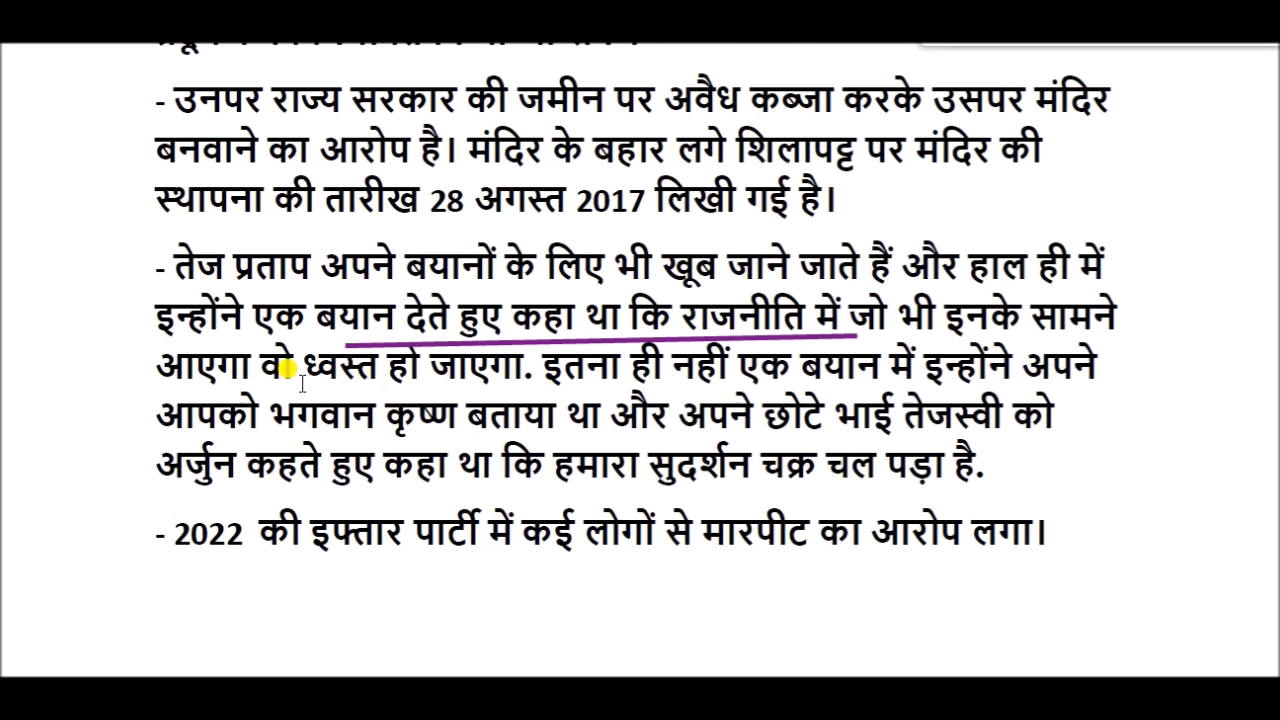 - उनपर राज्य सरकार की जमीन पर अवैध कब्जा करके उसपर मंदिर
बनवाने का आरोप है। मंदिर के बहार लगे शिलापट्ट पर मंदिर की
स्थापना की तारीख 28 अगस्त 2017 लिखी गई है।
- तेज प्रताप अपने बयानों के लिए भी खूब जाने जाते हैं और हाल ही में
इन्होंने एक बयान देते हुए कहा था कि राजनीति में जो भी इनके सामने
आएगा वो ध्वस्त हो जाएगा. इतना ही नहीं एक बयान में इन्होंने अपने
आपको भगवान कृष्ण बताया था और अपने छोटे भाई तेजस्वी को
अर्जुन कहते हुए कहा था कि हमारा सुदर्शन चक्र चल पड़ा है.
- 2022 की इफ्तार पार्टी में कई लोगों से मारपीट का आरोप लगा।